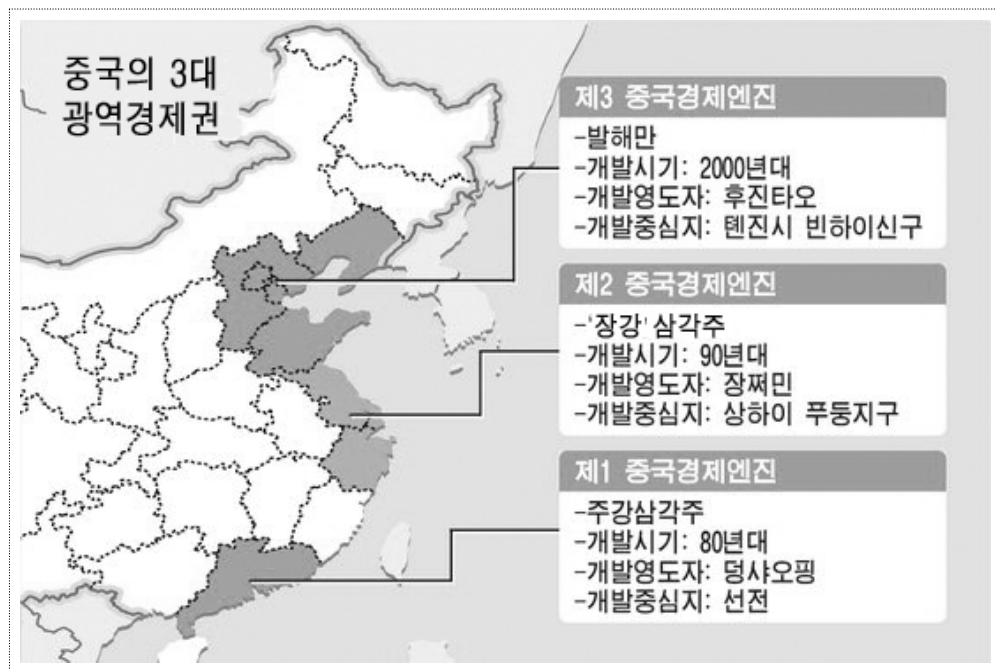 중국의 3대
광역경제권
제3 중국경제엔진
-발해만
-개발시기: 2000년대
-개발영도자: 후진타오
-개발중심지: 톈진시 빈하이신구
제2 중국경제엔진
-'장강' 삼각주
-개발시기: 90년대
-개발영도자: 장쩌민
-개발중심지: 상하이 푸둥지구
제1 중국경제엔진
-주강삼각주
-개발시기: 80년대
-개발영도자: 덩샤오핑
-개발중심지: 선전